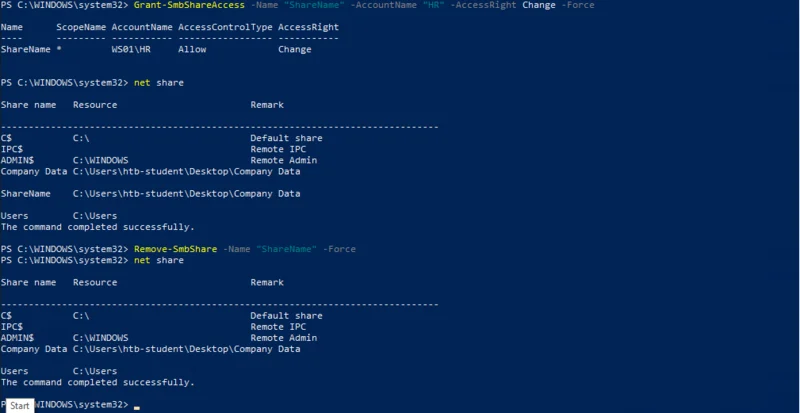 PS C:\WINDOWS\system32> Grant-SmbShareAccess -Name "ShareName" -AccountName "HR" -AccessRight Change -Force
Name      ScopeName AccountName AccessControlType AccessRight
----      --------- ----------- ----------------- -----------
ShareName *         WS01\HR     Allow             Change
PS C:\WINDOWS\system32> net share
Share name   Resource                        Remark
-------------------------------------------------------------------------------
C$           C:\                             Default share
IPC$                                         Remote IPC
ADMIN$       C:\WINDOWS                      Remote Admin
Company Data C:\Users\htb-student\Desktop\Company Data
ShareName    C:\Users\htb-student\Desktop\Company Data
Users        C:\Users
The command completed successfully.
PS C:\WINDOWS\system32> Remove-SmbShare -Name "ShareName" -Force
PS C:\WINDOWS\system32> net share
Share name   Resource                        Remark
-------------------------------------------------------------------------------
C$           C:\                             Default share
IPC$                                         Remote IPC
ADMIN$       C:\WINDOWS                      Remote Admin
Company Data C:\Users\htb-student\Desktop\Company Data
Users        C:\Users
The command completed successfully.
P Start WINDOWS\system32>